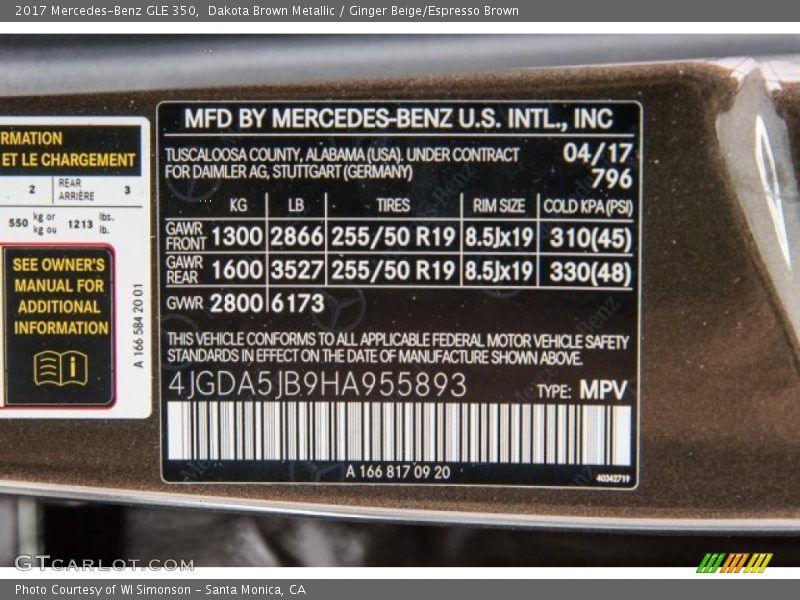 2017 Mercedes-Benz GLE 350,  Dakota Brown Metallic / Ginger Beige/Espresso Brown
RMATION
ET LE CHARGEMENT
2 REAR ARRIÈRE 3
550 kg or kg ou 1213 lbs. lb.
SEE OWNER'S
MANUAL FOR
ADDITIONAL
INFORMATION
A 166 584 20 01
MFD BY MERCEDES-BENZ U.S. INTL., INC
TUSCALOOSA COUNTY, ALABAMA (USA). UNDER CONTRACT
FOR DAIMLER AG, STUTTGART (GERMANY)
04/17
796
KG LB TIRES RIM SIZE COLD KPA(PSI)
GAWR FRONT 1300 2866 255/50 R19 8.5Jx19 310(45)
GAWR REAR 1600 3527 255/50 R19 8.5Jx19 330(48)
GWR 2800 6173
THIS VEHICLE CONFORMS TO ALL APPLICABLE FEDERAL MOTOR VEHICLE SAFETY
STANDARDS IN EFFECT ON THE DATE OF MANUFACTURE SHOWN ABOVE.
4JGDA5JB9HA955893 TYPE: MPV
A 166 817 09 20
40342719
GTCARLOT.COM
Photo Courtesy of WI Simonson - Santa Monica, CA